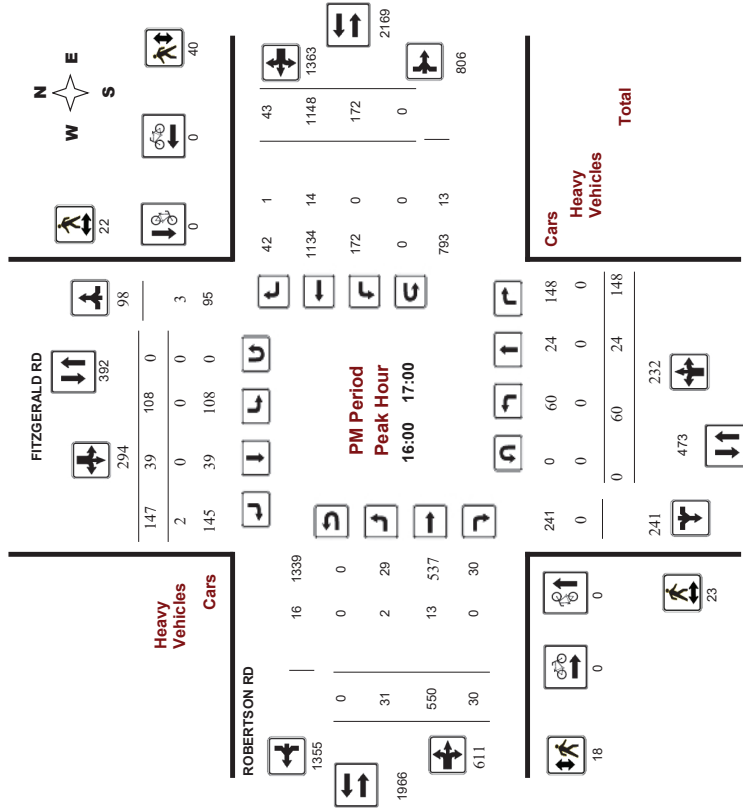 N
W E
S
40
22
0
0
FITZGERALD RD
294
392
98
147 39 108 0
2 0 0 0 3
145 39 108 0 95
Heavy
Vehicles
Cars
1363
2169
806
43
1148
172
0
1
14
0
0
13
42
1134
172
0
793
PM Period
Peak Hour
16:00 17:00
ROBERTSON RD
1355
1966
611
0
31
550
30
16
0
2
13
0
1339
0
29
537
30
Cars
Heavy
Vehicles
Total
241 0 60 24 148
0 0 0 0 0
0 60 24 148
241
473
232
0
0
18
23